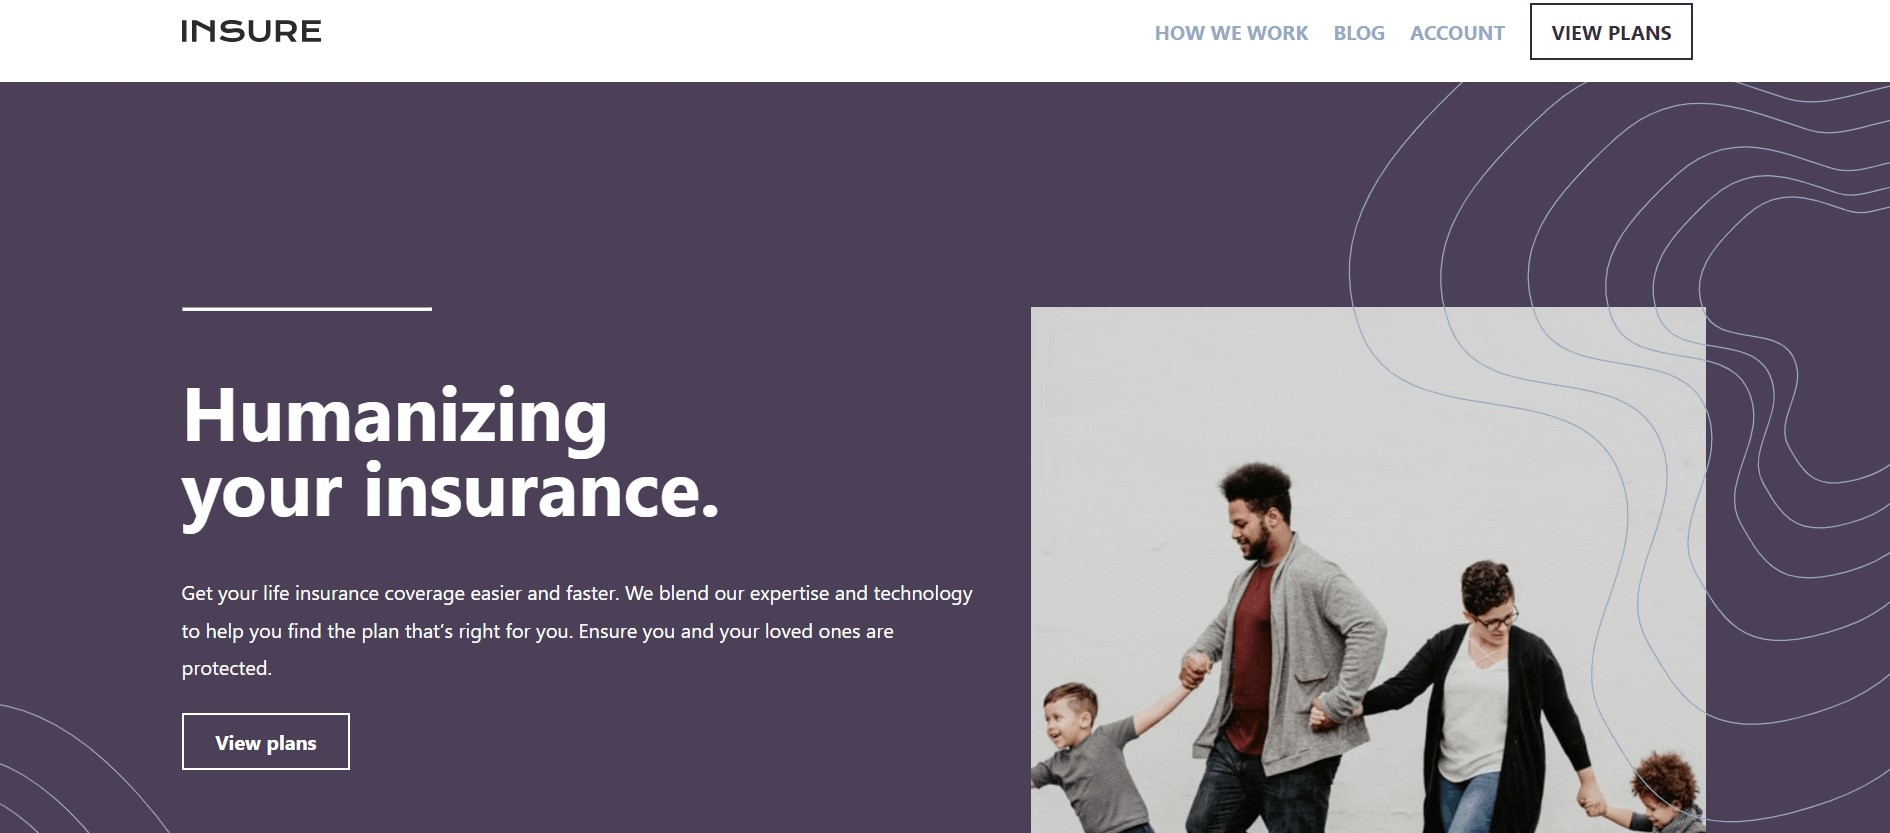 INSURE
HOW WE WORK BLOG ACCOUNT VIEW PLANS
Humanizing
your insurance.
Get your life insurance coverage easier and faster. We blend our expertise and technology
to help you find the plan that’s right for you. Ensure you and your loved ones are
protected.
View plans